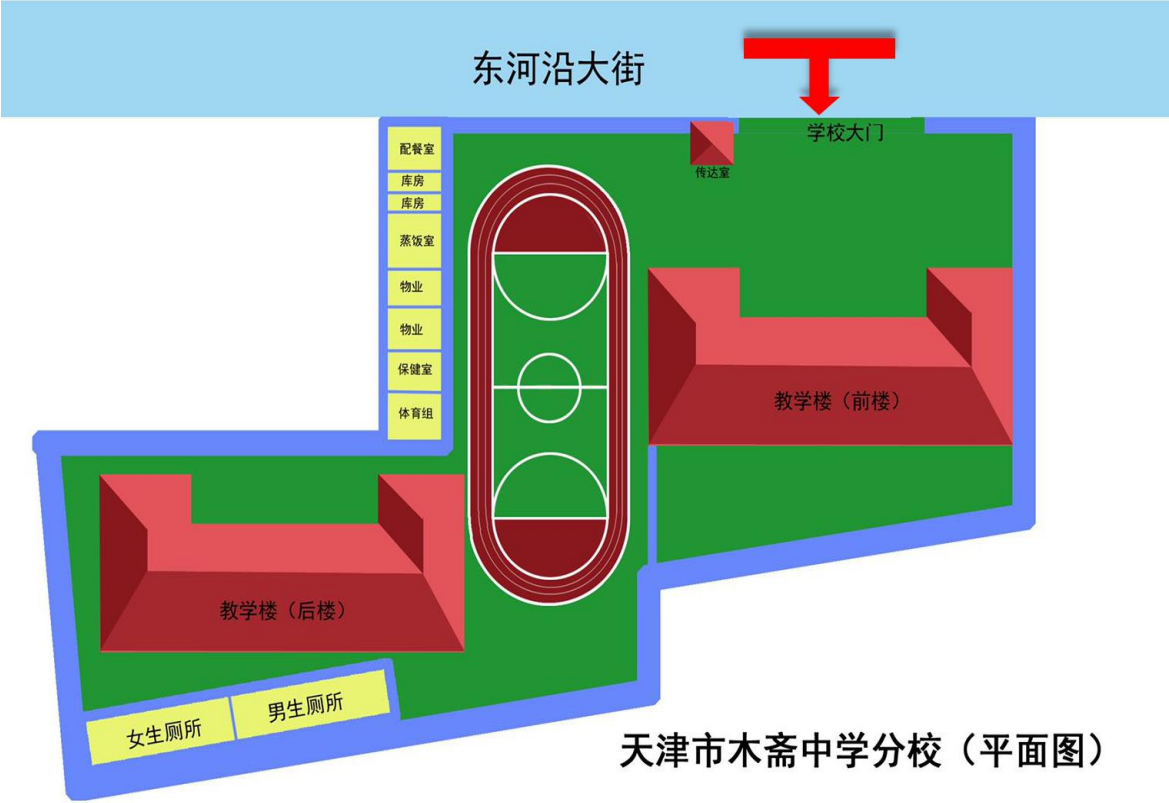 东河沿大街
学校大门
传达室
配餐室
库房
库房
蒸饭室
物业
物业
保健室
体育组
教学楼（前楼）
教学楼（后楼）
女生厕所
男生厕所
天津市木斋中学分校（平面图）